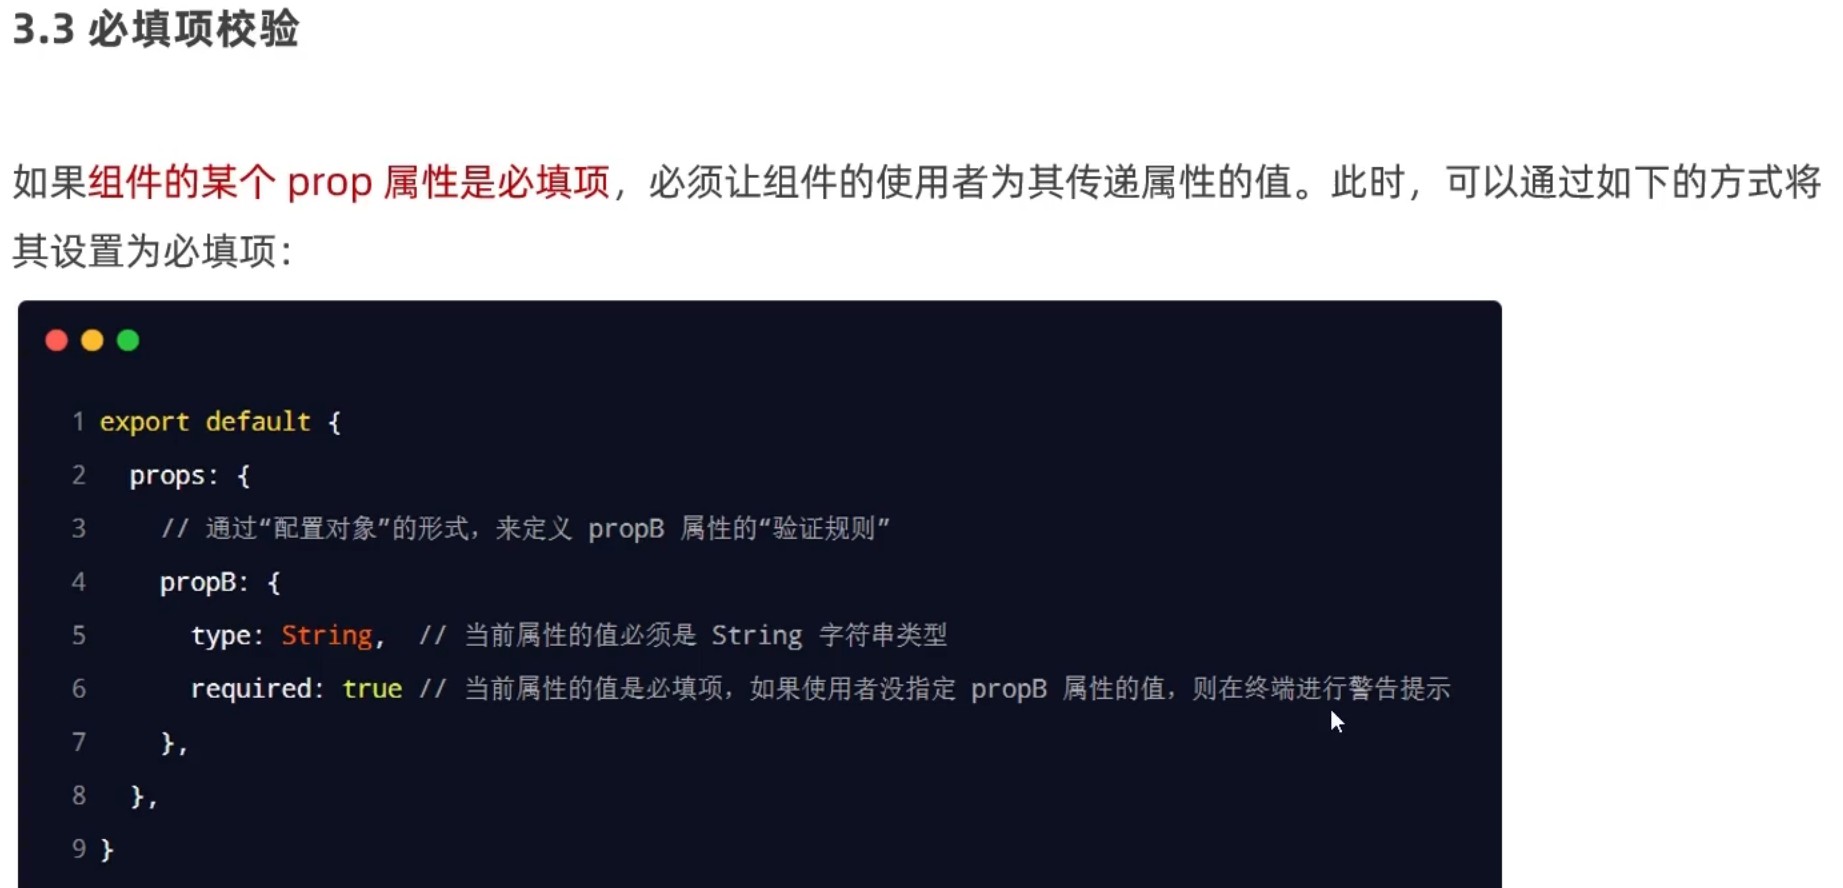 3.3 必填项校验
如果组件的某个 prop 属性是必填项，必须让组件的使用者为其传递属性的值。此时，可以通过如下的方式将
其设置为必填项：
1 export default {
2 props: {
3 // 通过“配置对象”的形式，来定义 propB 属性的“验证规则”
4 propB: {
5 type: String, // 当前属性的值必须是 String 字符串类型
6 required: true // 当前属性的值是必填项，如果使用者没指定 propB 属性的值，则在终端进行警告提示
7 },
8 },
9 }